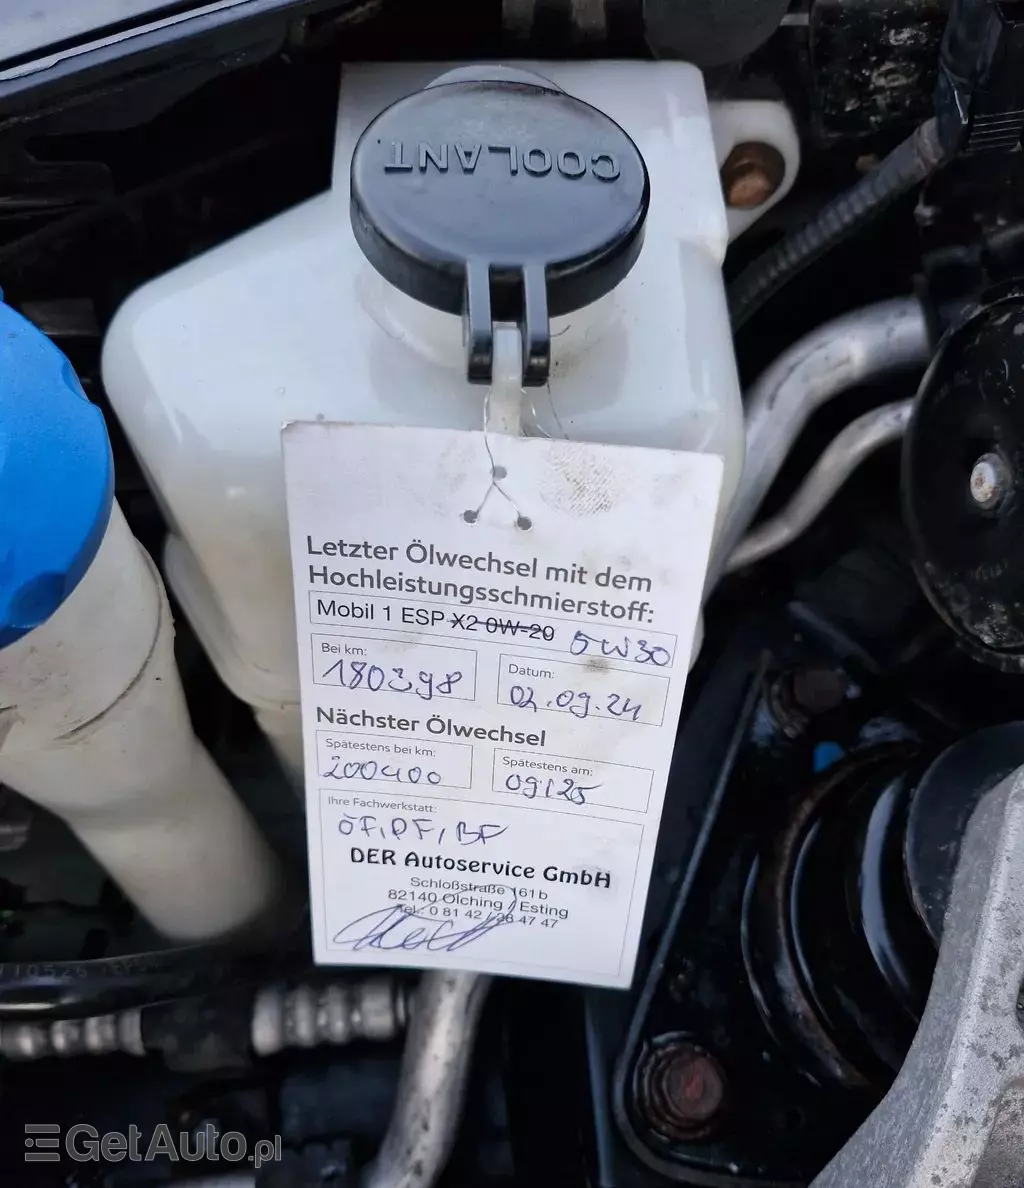 COOLANT
Letzter Ölwechsel mit dem
Hochleistungsschmierstoff:
Mobil 1 ESP X2 0W-20 5W30
Bei km:
180398
Datum:
02.09.24
Nächster Ölwechsel
Spätestens bei km:
200400
Spätestens am:
09.25
Ihre Fachwerkstatt:
ÖF, PF, BF
DER Autoservice GmbH
Schloßstraße 161b
82140 Olching / Esting
Tel. 0 81 42 / 28 47 47
GetAuto.pl